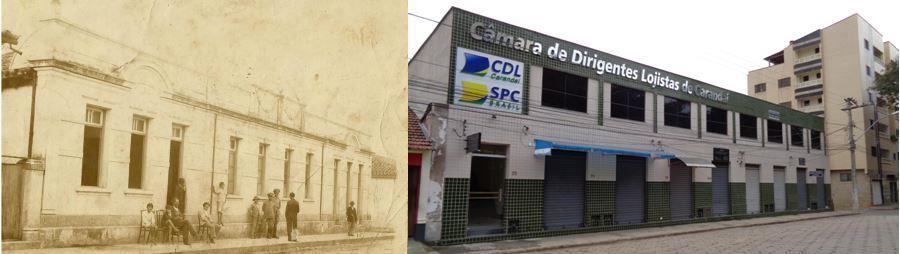 Câmara de Dirigentes Lojistas de Carandaí
CDL
Carandaí
SPC
BRASIL